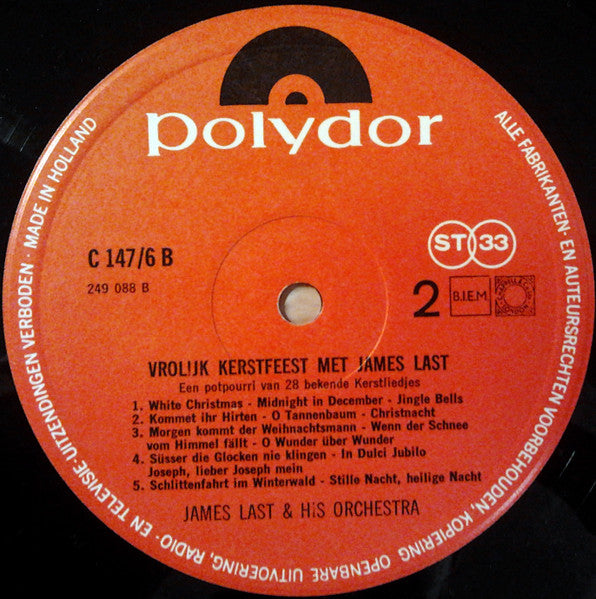 polydor
C 147/6 B
249 088 B
ST 33
2
B.I.E.M
VROLIJK KERSTFEEST MET JAMES LAST
Een potpourri van 28 bekende Kerstliedjes
1. White Christmas - Midnight in December - Jingle Bells
2. Kommet ihr Hirten - O Tannenbaum - Christnacht
3. Morgen kommt der Weihnachtsmann - Wenn der Schnee
vom Himmel fällt - O Wunder über Wunder
4. Süsser die Glocken nie klingen - In Dulci Jubilo
Joseph, lieber Joseph mein
5. Schlittenfahrt im Winterwald - Stille Nacht, heilige Nacht
JAMES LAST & HIS ORCHESTRA
ALLE FABRIKANTEN- EN AUTEURSRECHTEN VOORBEHOUDEN, KOPIERING OPENBARE UITVOERING, RADIO- EN TELEVISIE-UITZENDINGEN VERBODEN · MADE IN HOLLAND